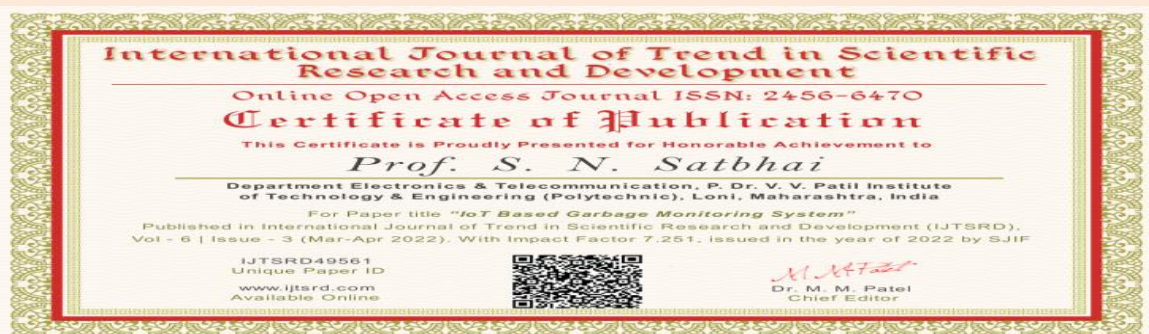 International Journal of Trend in Scientific
Research and Development
Online Open Access Journal ISSN: 2456-6470
Certificate of Publication
This Certificate is Proudly Presented for Honorable Achievement to
Prof. S. N. Satbhai
Department Electronics & Telecommunication, P. Dr. V. V. Patil Institute
of Technology & Engineering (Polytechnic), Loni, Maharashtra, India
For Paper title "IoT Based Garbage Monitoring System"
Published in International Journal of Trend in Scientific Research and Development (IJTSRD),
Vol - 6 | Issue - 3 (Mar-Apr 2022). With Impact Factor 7.251, issued in the year of 2022 by SJIF
IJTSRD49561
Unique Paper ID
www.ijtsrd.com
Available Online
M. M. Patel
Dr. M. M. Patel
Chief Editor